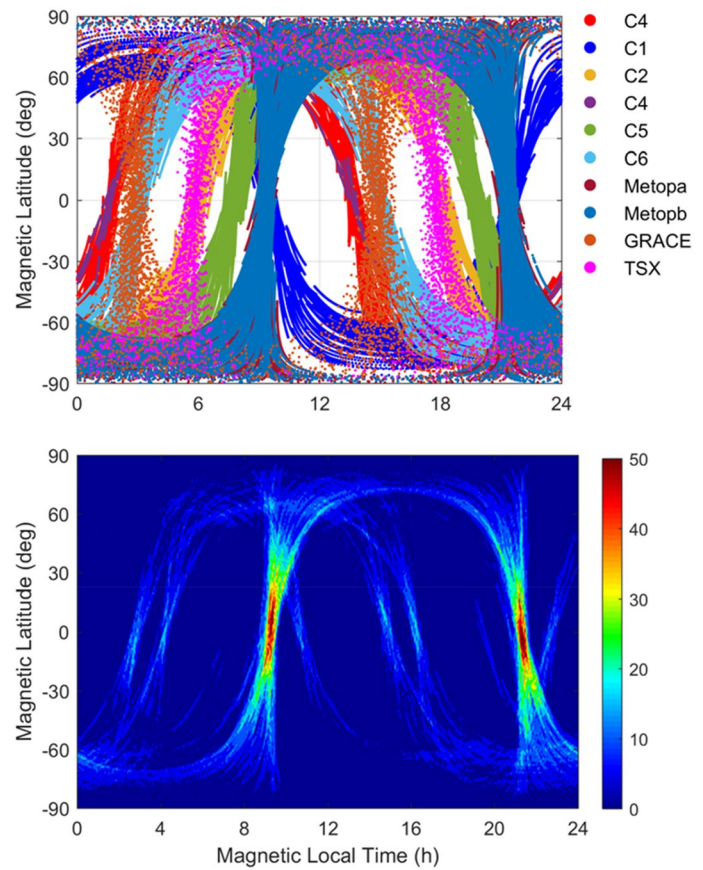 90
60
30
0
-30
-60
-90
Magnetic Latitude (deg)
0 6 12 18 24
C4
C1
C2
C4
C5
C6
Metopa
Metopb
GRACE
TSX
90
60
30
0
-30
-60
-90
Magnetic Latitude (deg)
0 4 8 12 16 20 24
Magnetic Local Time (h)
50
40
30
20
10
0